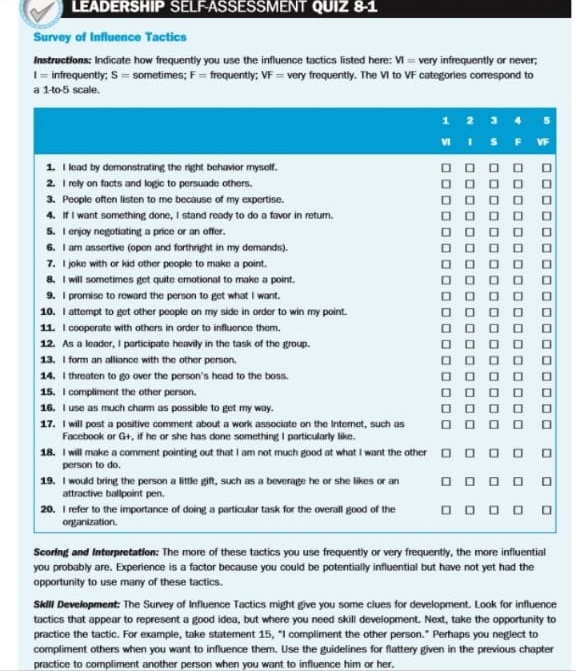 LEADERSHIP SELF-ASSESSMENT QUIZ 8-1
Survey of Influence Tactics
Instructions: Indicate how frequently you use the influence tactics listed here: VI = very infrequently or never;
I = infrequently; S = sometimes; F = frequently; VF = very frequently. The VI to VF categories correspond to
a 1-to-5 scale.
1 2 3 4 5
VI I S F VF
1. I lead by demonstrating the right behavior myself.
2. I rely on facts and logic to persuade others.
3. People often listen to me because of my expertise.
4. If I want something done, I stand ready to do a favor in return.
5. I enjoy negotiating a price or an offer.
6. I am assertive (open and forthright in my demands).
7. I joke with or kid other people to make a point.
8. I will sometimes get quite emotional to make a point.
9. I promise to reward the person to get what I want.
10. I attempt to get other people on my side in order to win my point.
11. I cooperate with others in order to influence them.
12. As a leader, I participate heavily in the task of the group.
13. I form an alliance with the other person.
14. I threaten to go over the person's head to the boss.
15. I compliment the other person.
16. I use as much charm as possible to get my way.
17. I will post a positive comment about a work associate on the Internet, such as
Facebook or G+, if he or she has done something I particularly like.
18. I will make a comment pointing out that I am not much good at what I want the other
person to do.
19. I would bring the person a little gift, such as a beverage he or she likes or an
attractive ballpoint pen.
20. I refer to the importance of doing a particular task for the overall good of the
organization.
Scoring and Interpretation: The more of these tactics you use frequently or very frequently, the more influential
you probably are. Experience is a factor because you could be potentially influential but have not yet had the
opportunity to use many of these tactics.
Skill Development: The Survey of Influence Tactics might give you some clues for development. Look for influence
tactics that appear to represent a good idea, but where you need skill development. Next, take the opportunity to
practice the tactic. For example, take statement 15, "I compliment the other person." Perhaps you neglect to
compliment others when you want to influence them. Use the guidelines for flattery given in the previous chapter
practice to compliment another person when you want to influence him or her.